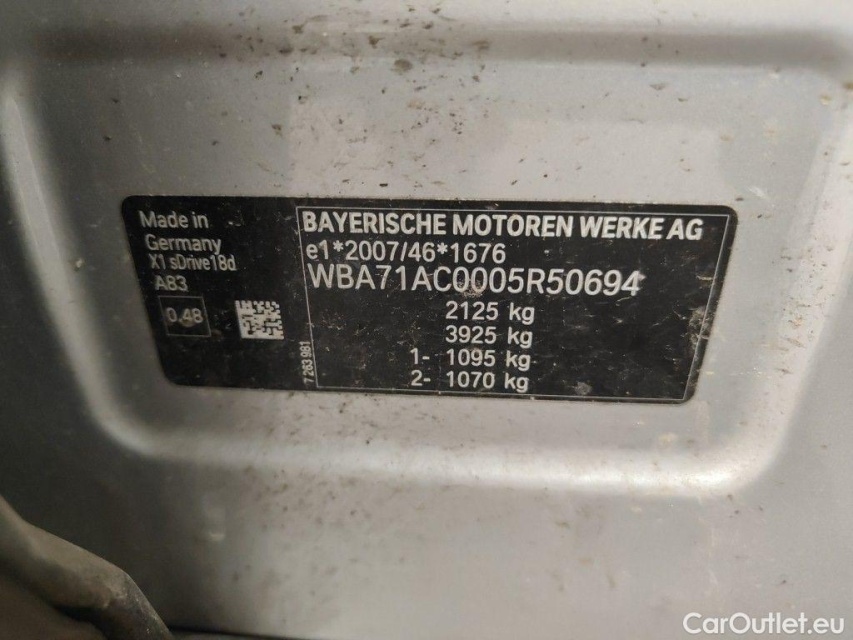 Made in
Germany
X1 sDrive18d
A83
0.48
7 263 981
BAYERISCHE MOTOREN WERKE AG
e1*2007/46*1676
WBA71AC0005R50694
2125 kg
3925 kg
1- 1095 kg
2- 1070 kg
CarOutlet.eu